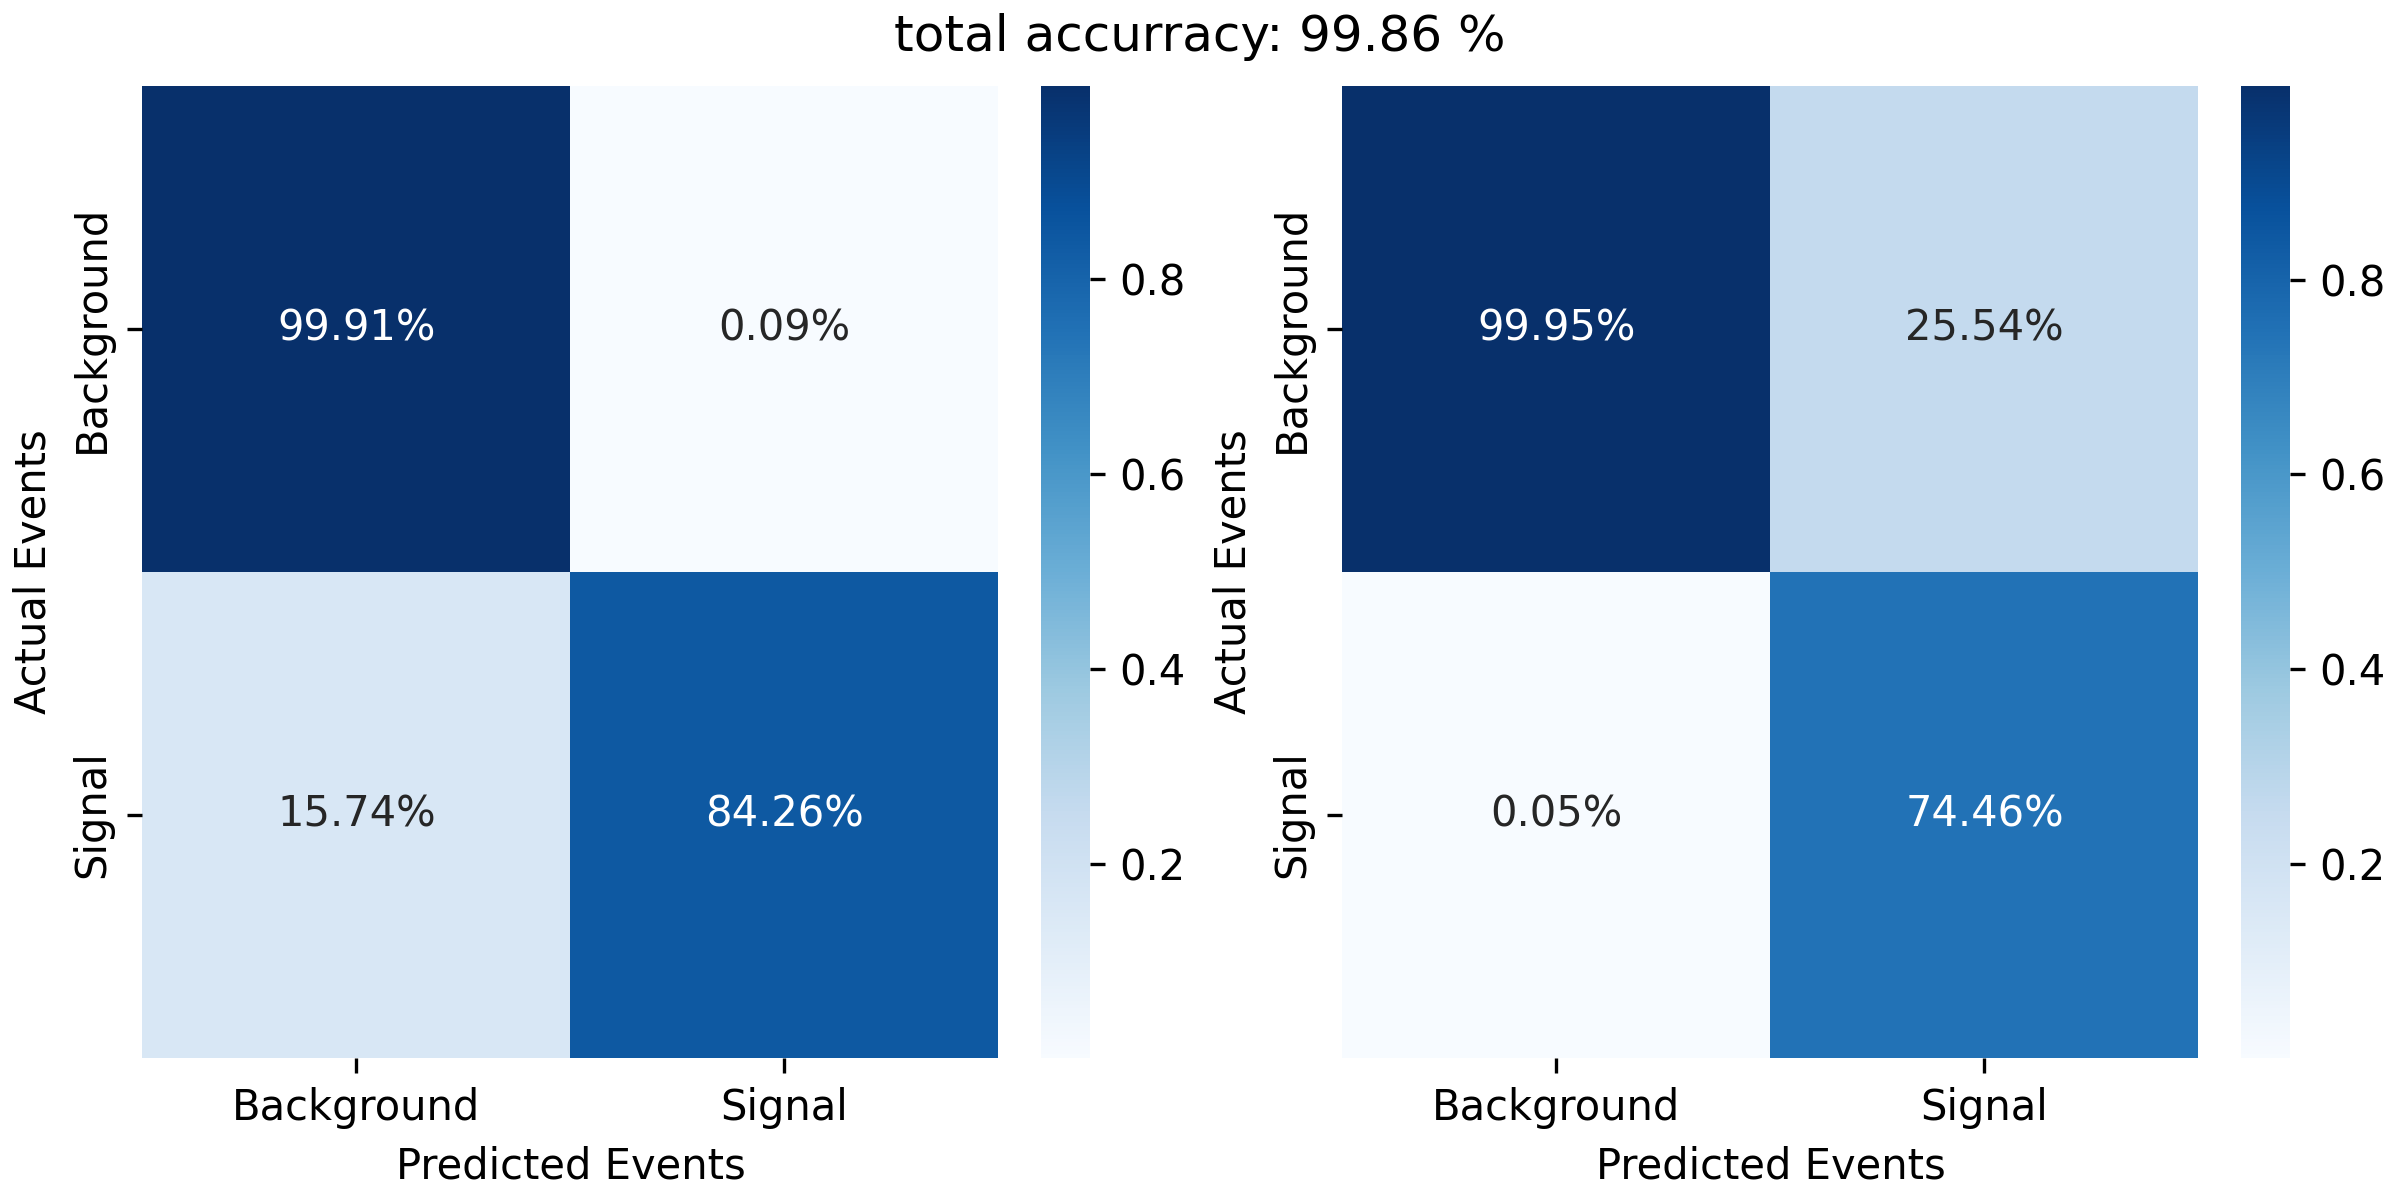 total accurracy: 99.86 %
Actual Events
Background
Signal
99.91%
0.09%
15.74%
84.26%
Background
Signal
Predicted Events
0.8
0.6
0.4
0.2
Actual Events
Background
Signal
99.95%
25.54%
0.05%
74.46%
Background
Signal
Predicted Events
0.8
0.6
0.4
0.2